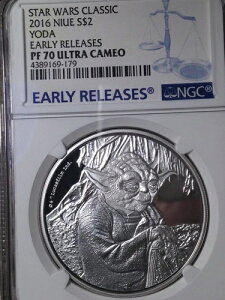 STAR WARS CLASSIC
2016 NIUE S$2
YODA
EARLY RELEASES
PF 70 ULTRA CAMEO
4389169-179
EARLY RELEASES®
NGC®